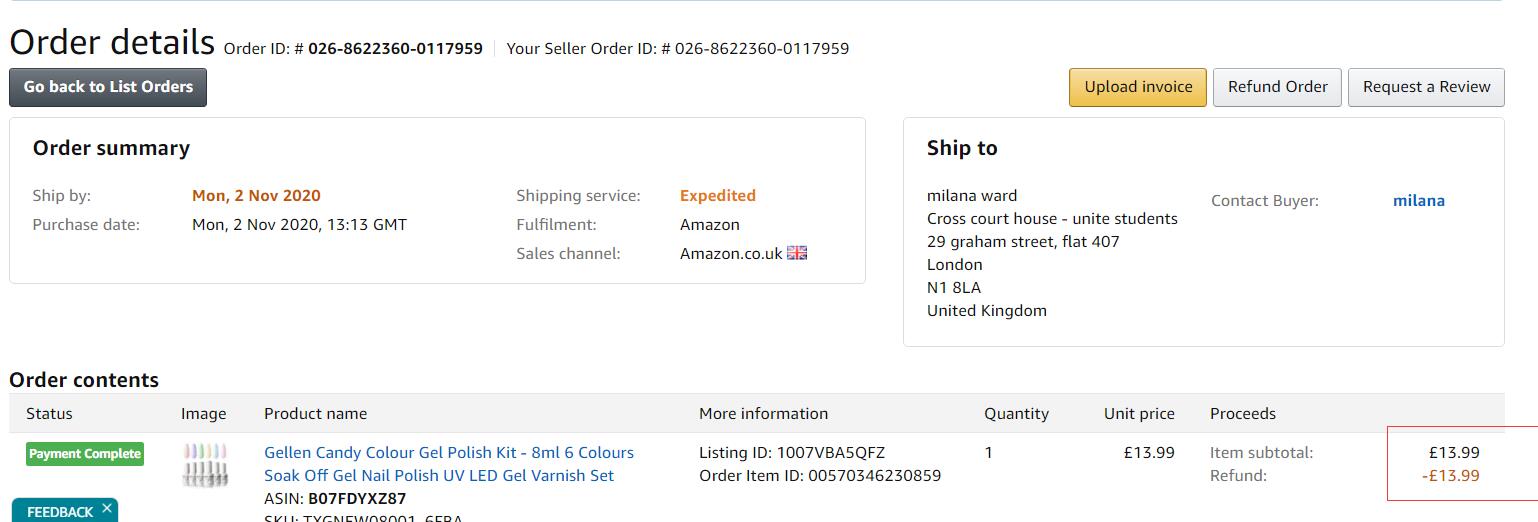 Order details Order ID: # 026-8622360-0117959 Your Seller Order ID: # 026-8622360-0117959
Go back to List Orders
Upload invoice Refund Order Request a Review
Order summary
Ship by: Mon, 2 Nov 2020
Purchase date: Mon, 2 Nov 2020, 13:13 GMT
Shipping service: Expedited
Fulfilment: Amazon
Sales channel: Amazon.co.uk
Ship to
milana ward
Cross court house - unite students
29 graham street, flat 407
London
N1 8LA
United Kingdom
Contact Buyer: milana
Order contents
Status Image Product name More information Quantity Unit price Proceeds
Payment Complete
Gellen Candy Colour Gel Polish Kit - 8ml 6 Colours
Soak Off Gel Nail Polish UV LED Gel Varnish Set
ASIN: B07FDYXZ87
SKU: TXGNFW08001_6FBA
Listing ID: 1007VBA5QFZ
Order Item ID: 00570346230859
1
£13.99
Item subtotal: £13.99
Refund: -£13.99
FEEDBACK ×